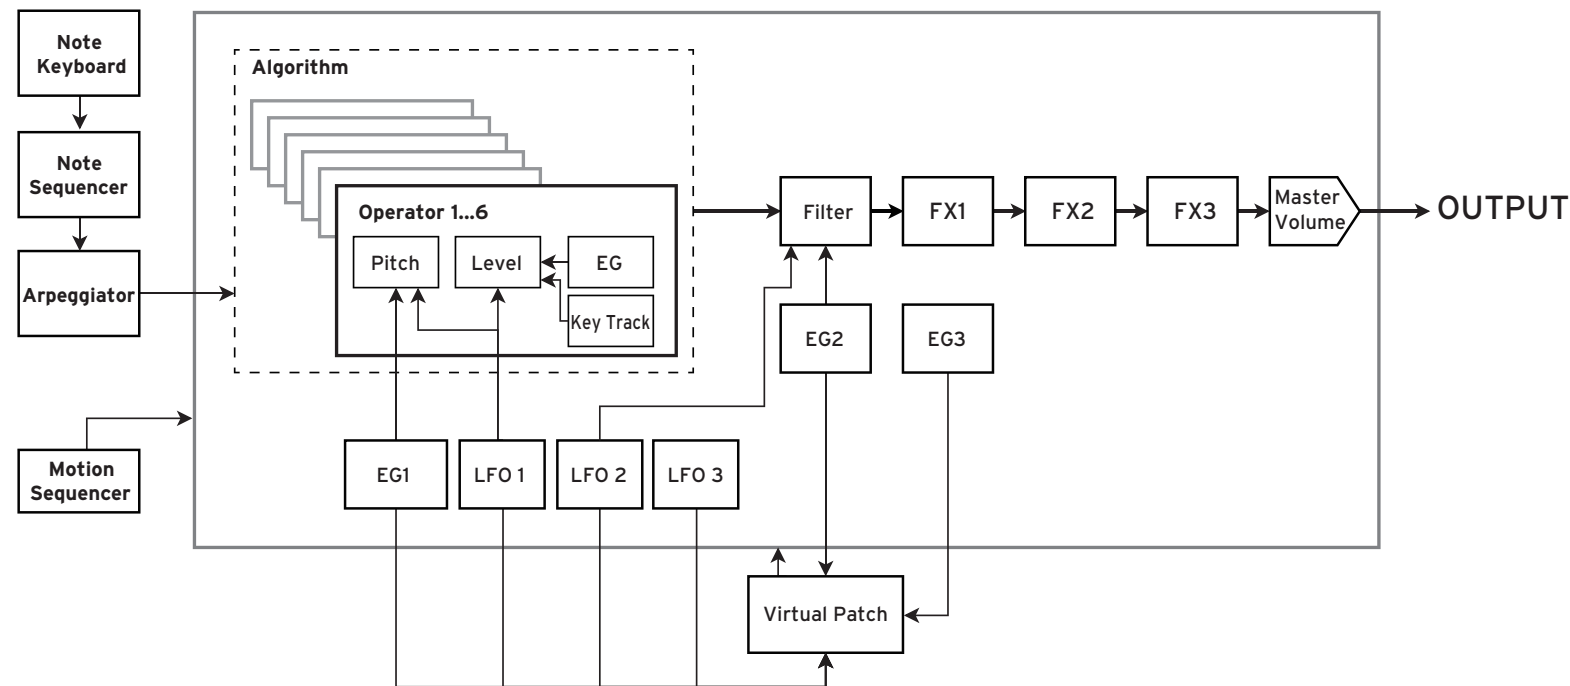 Note
Keyboard
Note
Sequencer
Arpeggiator
Motion
Sequencer
Algorithm
Operator 1...6
Pitch
Level
EG
Key Track
Filter
FX1
FX2
FX3
Master
Volume
OUTPUT
EG2
EG3
EG1
LFO 1
LFO 2
LFO 3
Virtual Patch